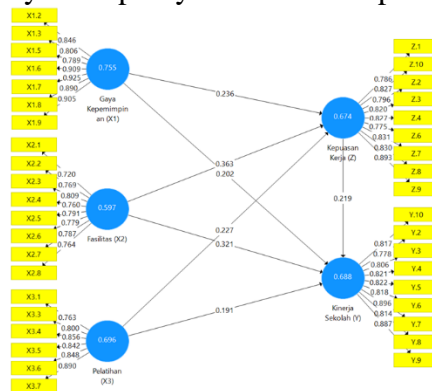 X1.2
X1.3
X1.5
X1.6
X1.7
X1.8
X1.9
0.846
0.806
0.789
0.909
0.925
0.890
0.905
0.755
Gaya
Kepemimpin
an (X1)
X2.1
X2.2
X2.3
X2.4
X2.5
X2.6
X2.7
X2.8
0.720
0.769
0.809
0.760
0.791
0.779
0.787
0.764
0.597
Fasilitas (X2)
X3.1
X3.3
X3.4
X3.5
X3.6
X3.7
0.763
0.800
0.856
0.842
0.848
0.890
0.696
Pelatihan
(X3)
0.236
0.363
0.202
0.227
0.321
0.191
0.219
0.674
Kepuasan
Kerja (Z)
0.786
0.827
0.796
0.820
0.827
0.775
0.831
0.830
0.893
Z.1
Z.10
Z.2
Z.3
Z.4
Z.6
Z.7
Z.8
Z.9
0.688
Kinerja
Sekolah (Y)
0.817
0.778
0.806
0.821
0.822
0.818
0.896
0.814
0.887
Y.10
Y.2
Y.3
Y.4
Y.5
Y.6
Y.7
Y.8
Y.9